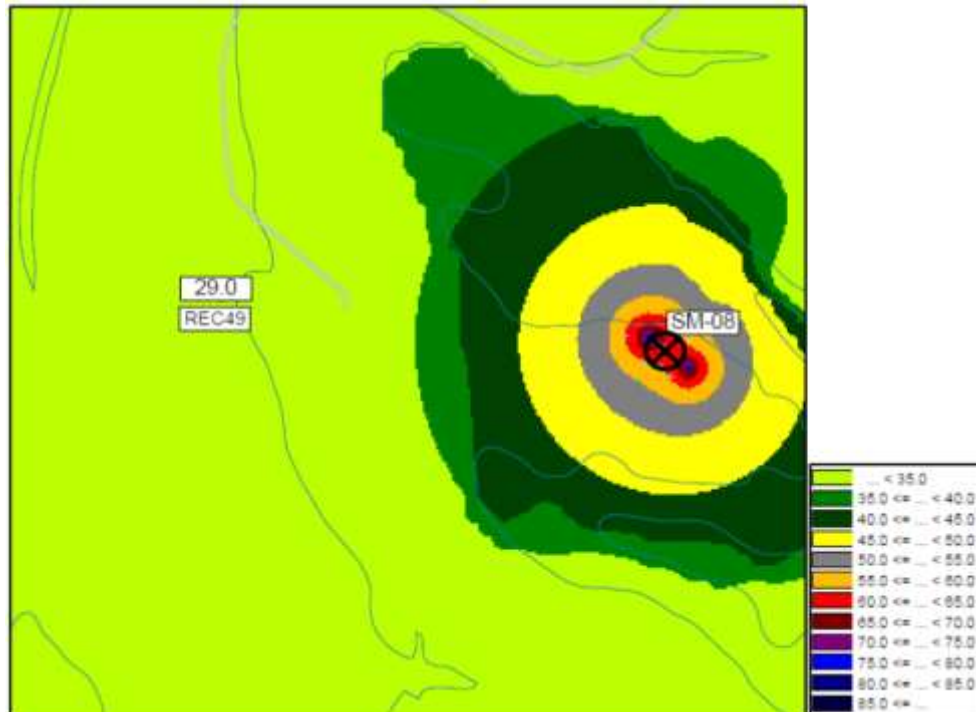 29.0
REC49
SM-08
... < 35.0
35.0 <= ... < 40.0
40.0 <= ... < 45.0
45.0 <= ... < 50.0
50.0 <= ... < 55.0
55.0 <= ... < 60.0
60.0 <= ... < 65.0
65.0 <= ... < 70.0
70.0 <= ... < 75.0
75.0 <= ... < 80.0
80.0 <= ... < 85.0
85.0 <= ...